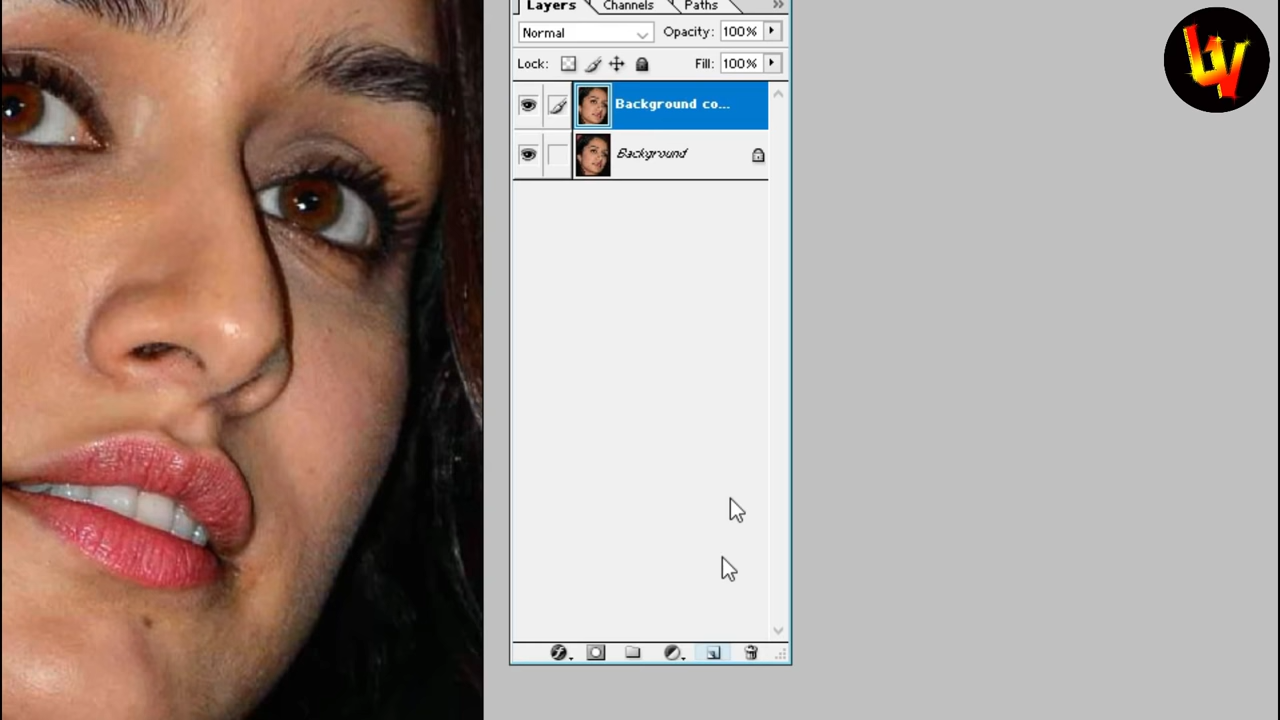 Layers Channels Paths
Normal Opacity: 100%
Lock: Fill: 100%
Background co...
Background